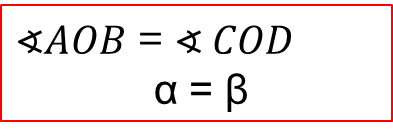 ∢AOB = ∢ COD
α = β